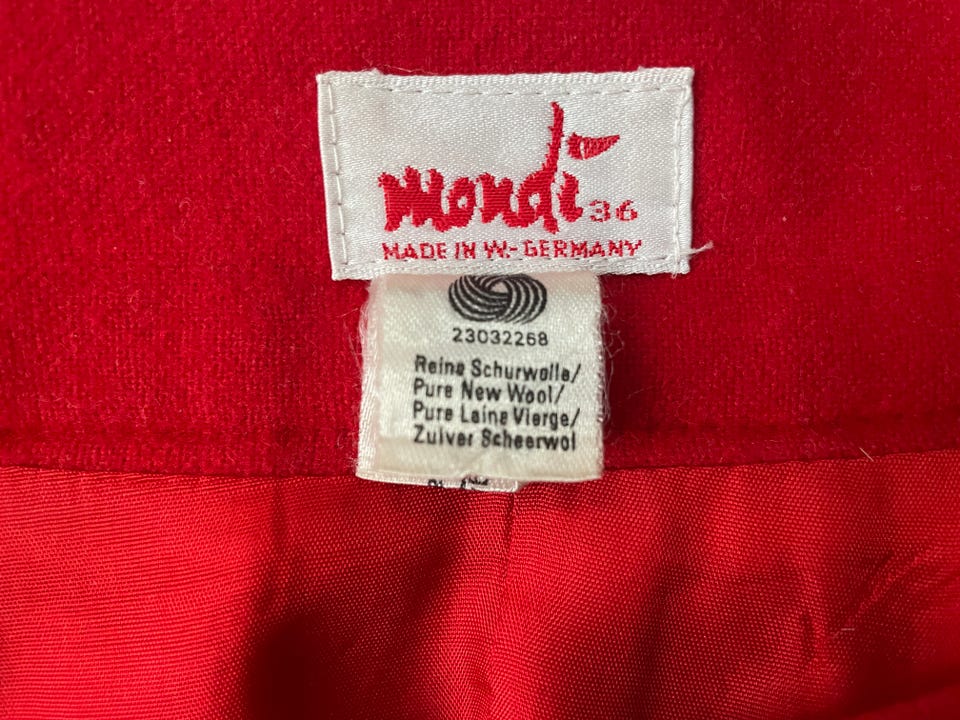 mondi 36
MADE IN W.-GERMANY
23032268
Reine Schurwolle/
Pure New Wool/
Pure Laine Vierge/
Zuiver Scheerwol